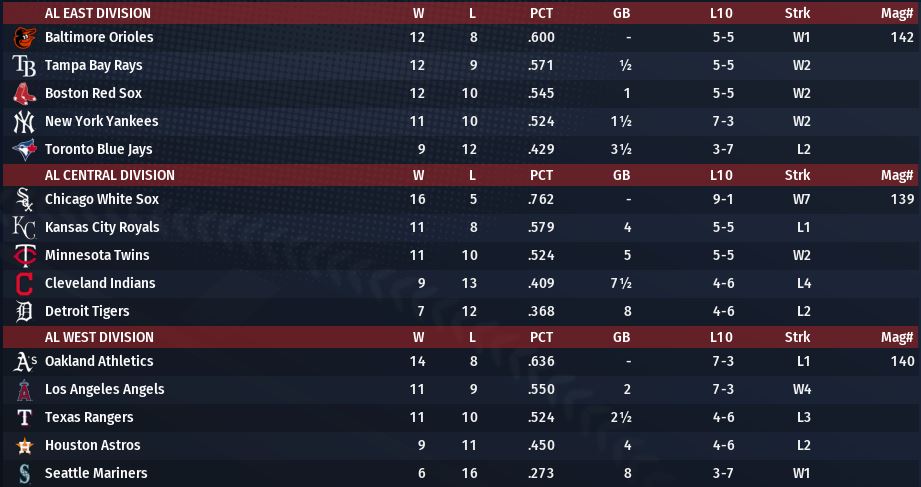 AL EAST DIVISION W L PCT GB L10 Strk Mag#
Baltimore Orioles 12 8 .600 - 5-5 W1 142
Tampa Bay Rays 12 9 .571 ½ 5-5 W2
Boston Red Sox 12 10 .545 1 5-5 W2
New York Yankees 11 10 .524 1½ 7-3 W2
Toronto Blue Jays 9 12 .429 3½ 3-7 L2
AL CENTRAL DIVISION W L PCT GB L10 Strk Mag#
Chicago White Sox 16 5 .762 - 9-1 W7 139
Kansas City Royals 11 8 .579 4 5-5 L1
Minnesota Twins 11 10 .524 5 5-5 W2
Cleveland Indians 9 13 .409 7½ 4-6 L4
Detroit Tigers 7 12 .368 8 4-6 L2
AL WEST DIVISION W L PCT GB L10 Strk Mag#
Oakland Athletics 14 8 .636 - 7-3 L1 140
Los Angeles Angels 11 9 .550 2 7-3 W4
Texas Rangers 11 10 .524 2½ 4-6 L3
Houston Astros 9 11 .450 4 4-6 L2
Seattle Mariners 6 16 .273 8 3-7 W1